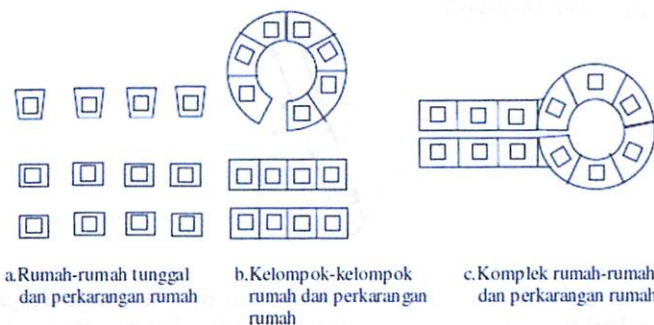 a.Rumah-rumah tunggal
dan perkarangan rumah
b.Kelompok-kelompok
rumah dan perkarangan
rumah
c.Komplek rumah-rumah
dan perkarangan rumah